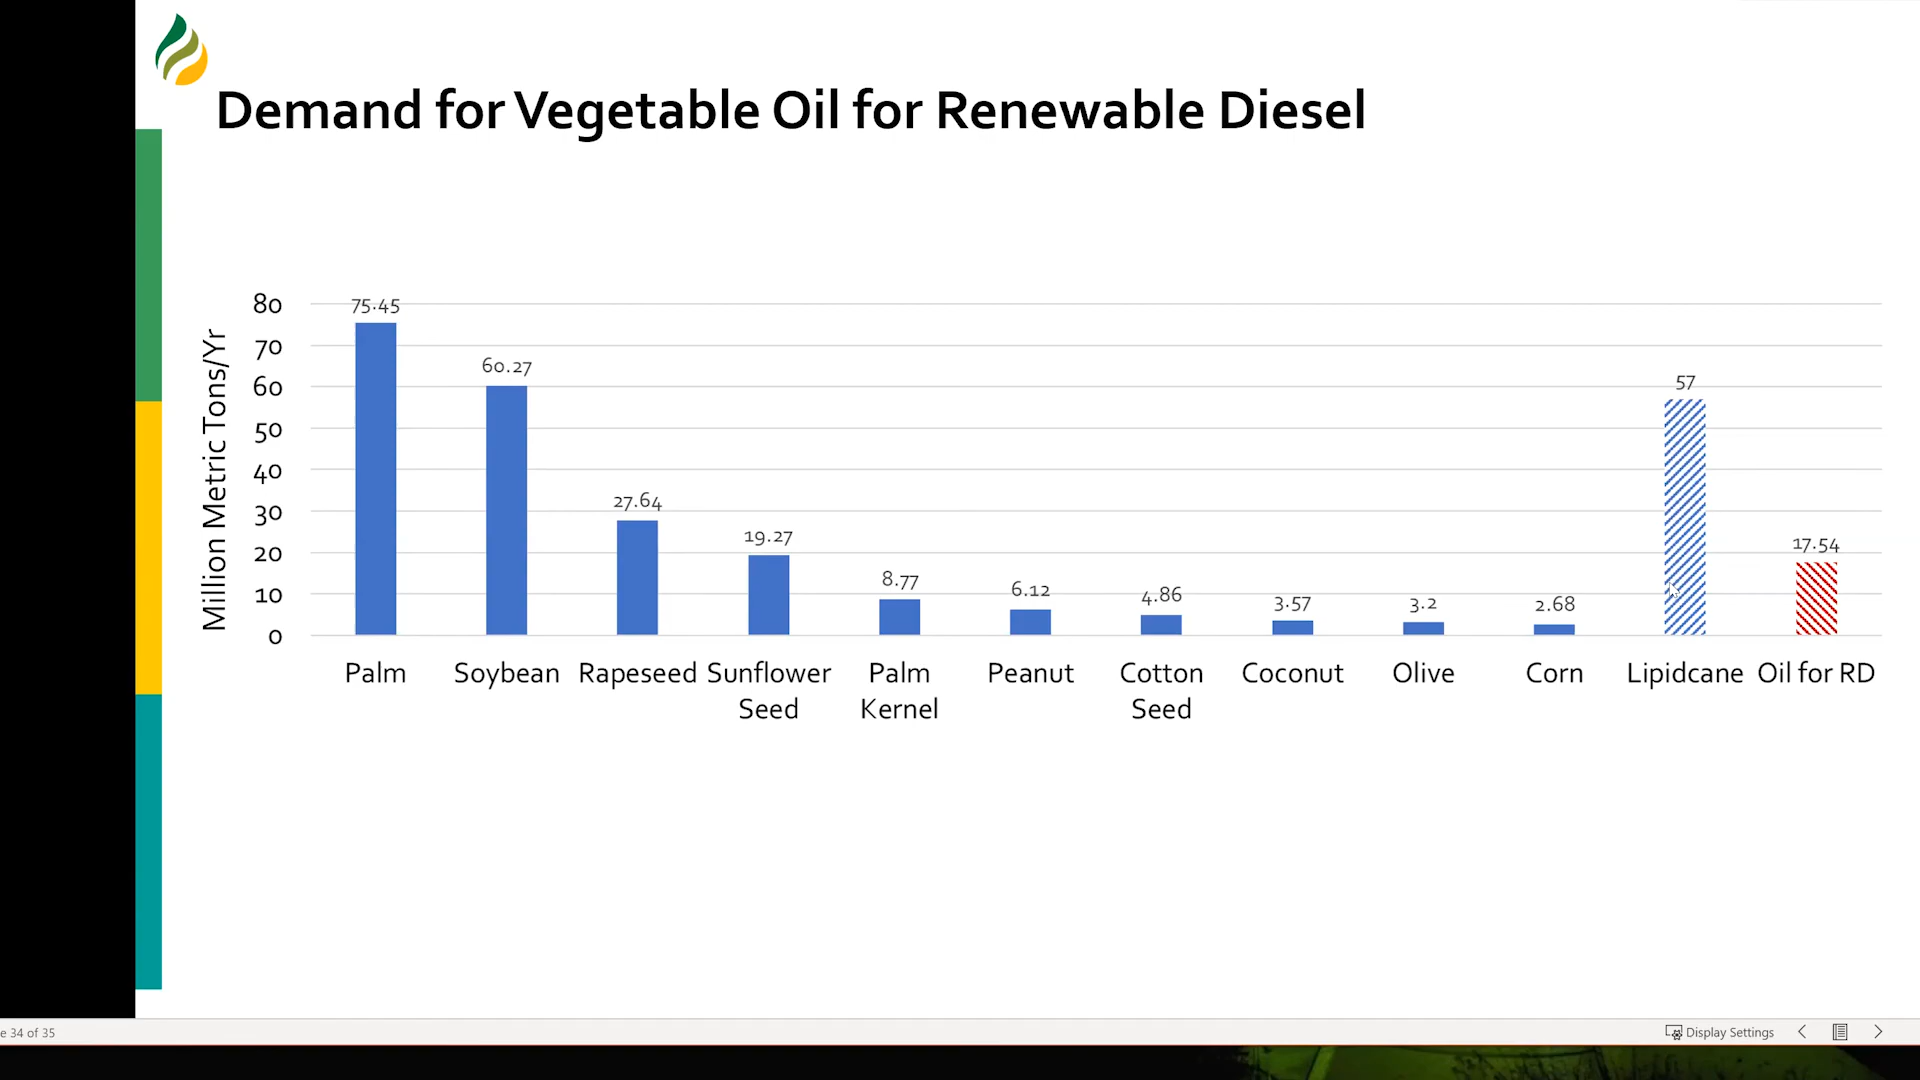 Demand for Vegetable Oil for Renewable Diesel
Million Metric Tons/Yr
80
70
60
50
40
30
20
10
0
75.45
60.27
27.64
19.27
8.77
6.12
4.86
3.57
3.2
2.68
57
17.54
Palm
Soybean
Rapeseed
Sunflower
Seed
Palm
Kernel
Peanut
Cotton
Seed
Coconut
Olive
Corn
Lipidcane
Oil for RD
e 34 of 35
Display Settings